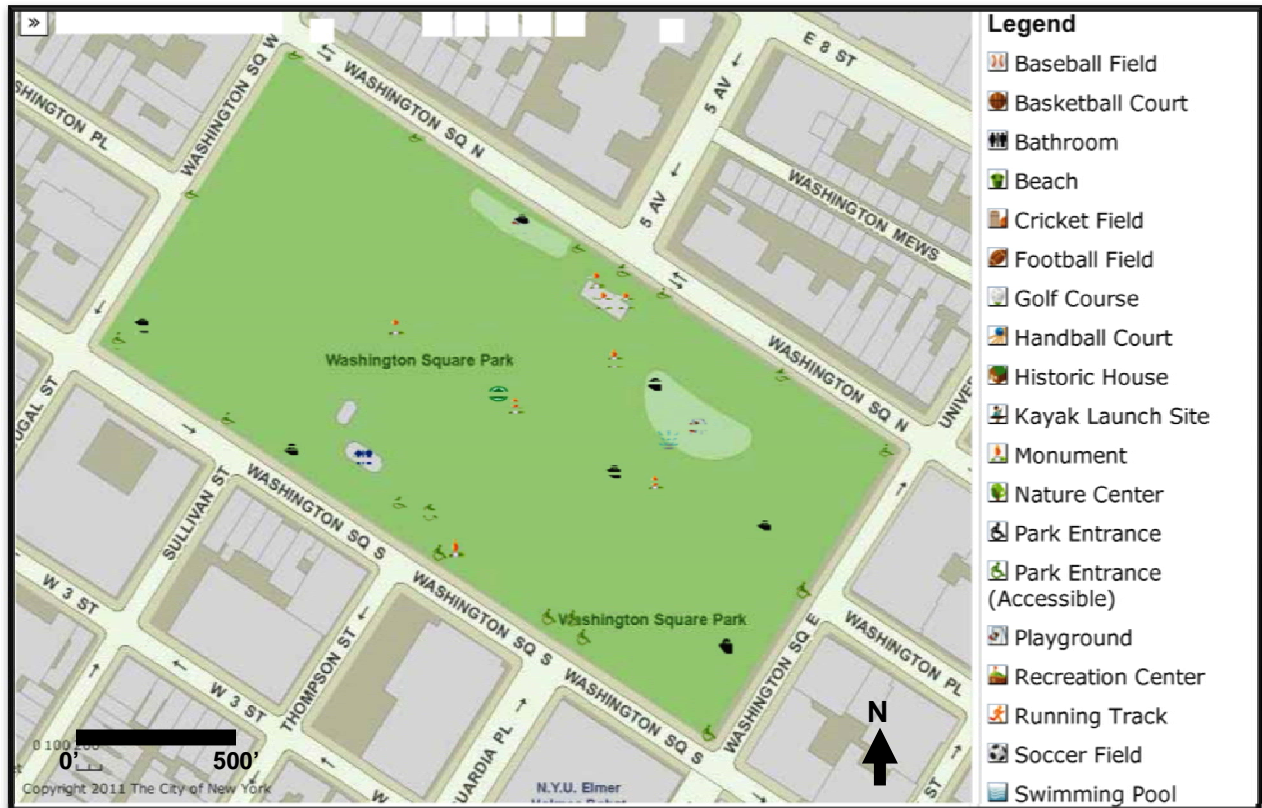 »
E 8 ST
5 AV
5 AV
WASHINGTON SQ W
WASHINGTON SQ N
WASHINGTON MEWS
WASHINGTON SQ N
Washington Square Park
SULLIVAN ST
WASHINGTON SQ S
WASHINGTON SQ S
WASHINGTON SQ S
Washington Square Park
WASHINGTON SQ E
WASHINGTON PL
W 3 ST
W 3 ST
THOMPSON ST
0'
500'
N
Copyright 2011 The City of New York
N.Y.U. Elmer
Legend
Baseball Field
Basketball Court
Bathroom
Beach
Cricket Field
Football Field
Golf Course
Handball Court
Historic House
Kayak Launch Site
Monument
Nature Center
Park Entrance
Park Entrance
(Accessible)
Playground
Recreation Center
Running Track
Soccer Field
Swimming Pool